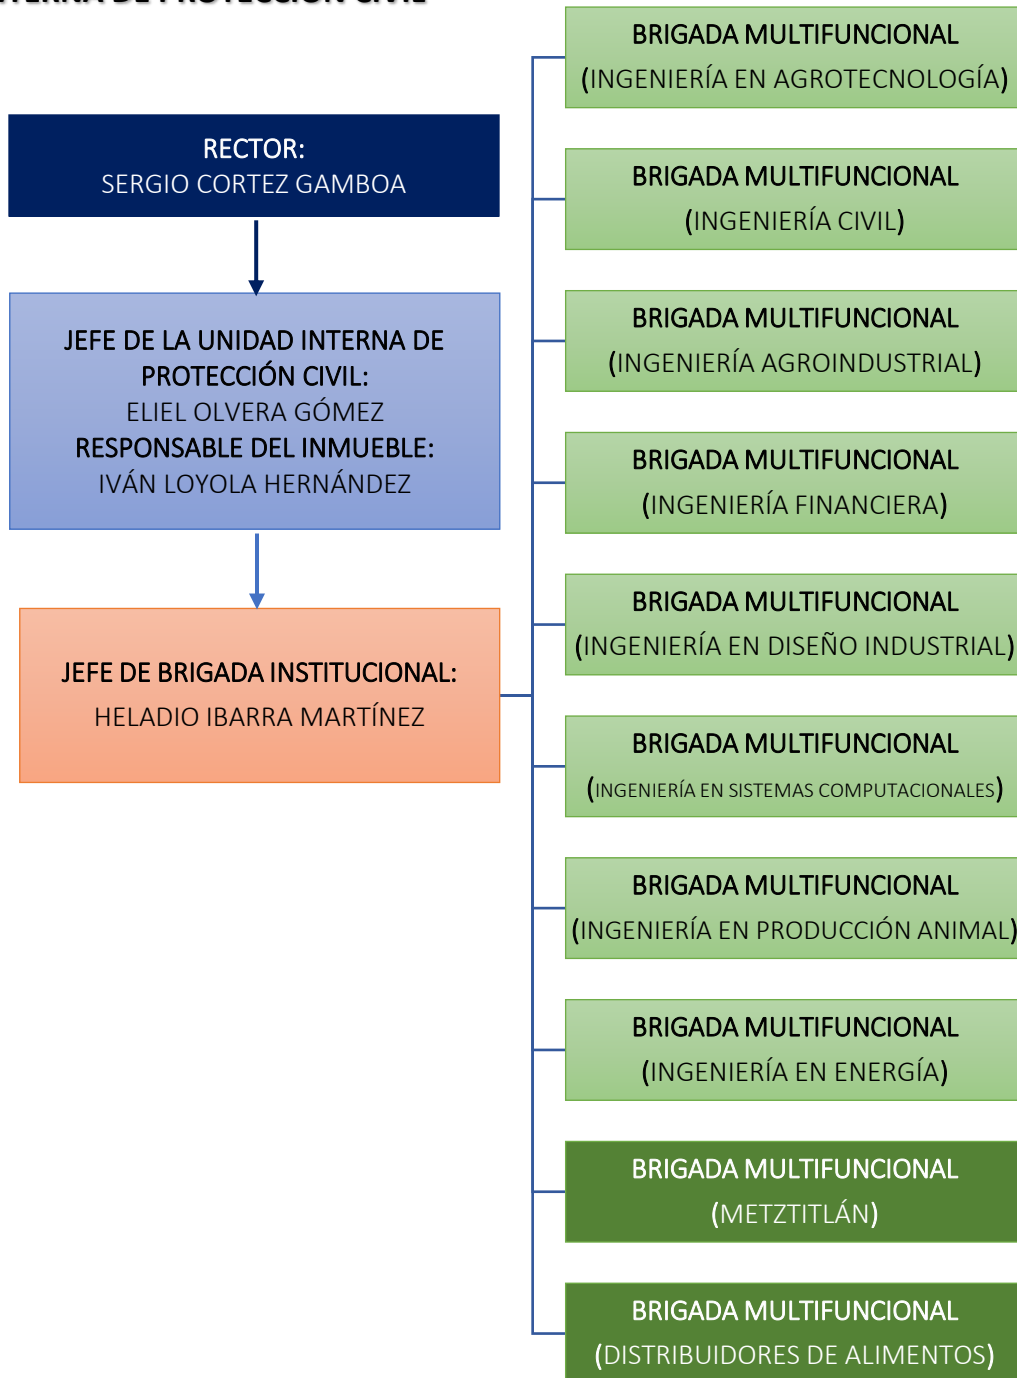 DE PROTECCIÓN CIVIL
RECTOR:
SERGIO CORTEZ GAMBOA
JEFE DE LA UNIDAD INTERNA DE
PROTECCIÓN CIVIL:
ELIEL OLVERA GÓMEZ
RESPONSABLE DEL INMUEBLE:
IVÁN LOYOLA HERNÁNDEZ
JEFE DE BRIGADA INSTITUCIONAL:
HELADIO IBARRA MARTÍNEZ
BRIGADA MULTIFUNCIONAL
(INGENIERÍA EN AGROTECNOLOGÍA)
BRIGADA MULTIFUNCIONAL
(INGENIERÍA CIVIL)
BRIGADA MULTIFUNCIONAL
(INGENIERÍA AGROINDUSTRIAL)
BRIGADA MULTIFUNCIONAL
(INGENIERÍA FINANCIERA)
BRIGADA MULTIFUNCIONAL
(INGENIERÍA EN DISEÑO INDUSTRIAL)
BRIGADA MULTIFUNCIONAL
(INGENIERÍA EN SISTEMAS COMPUTACIONALES)
BRIGADA MULTIFUNCIONAL
(INGENIERÍA EN PRODUCCIÓN ANIMAL)
BRIGADA MULTIFUNCIONAL
(INGENIERÍA EN ENERGÍA)
BRIGADA MULTIFUNCIONAL
(METZTITLÁN)
BRIGADA MULTIFUNCIONAL
(DISTRIBUIDORES DE ALIMENTOS)